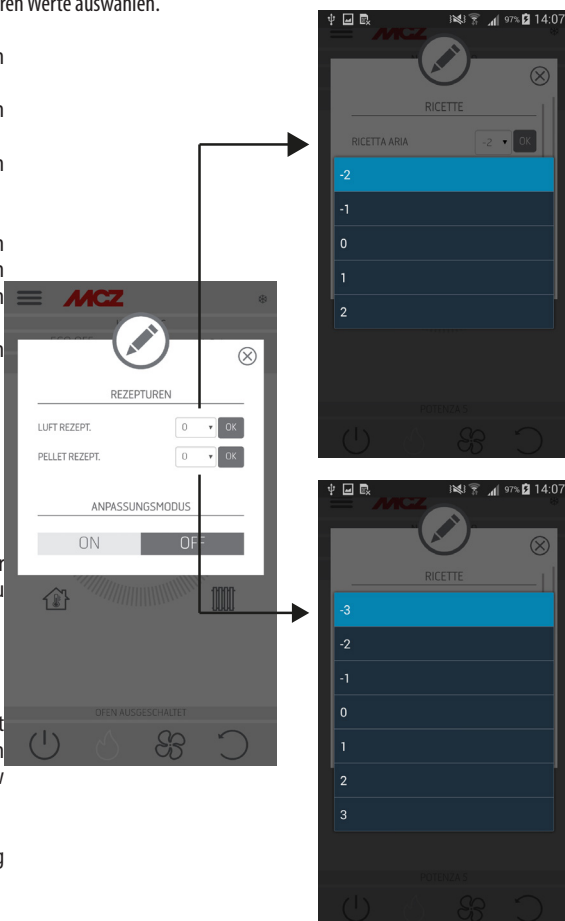 ren Werte auswählen.
97% 14:07
MCZ
RICETTE
RICETTA ARIA -2 OK
-2
-1
0
1
2
POTENZA 5
MCZ
REZEPTUREN
LUFT REZEPT. 0 OK
PELLET REZEPT. 0 OK
ANPASSUNGSMODUS
ON OFF
OFEN AUSGESCHALTET
97% 14:07
MCZ
RICETTE
-3
-2
-1
0
1
2
3
POTENZA 5